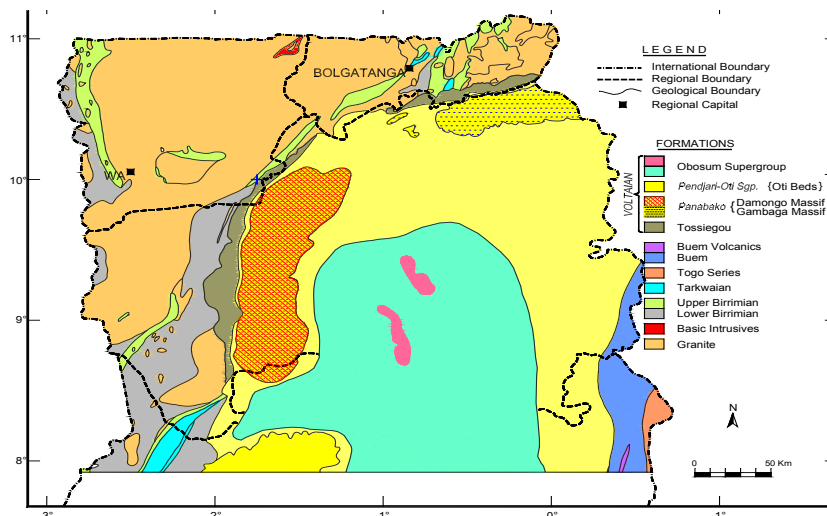 11°
10°
9°
8°
3°
2°
1°
0°
1°
BOLGATANGA
WA
LEGEND
International Boundary
Regional Boundary
Geological Boundary
Regional Capital
FORMATIONS
VOLTAIAN
Obosum Supergroup
Pendjari-Oti Sgp. {Oti Beds}
Panabako { Damongo Massif
Gambaga Massif
Tossiegou
Buem Volcanics
Buem
Togo Series
Tarkwaian
Upper Birrimian
Lower Birrimian
Basic Intrusives
Granite
N
0 50 Km